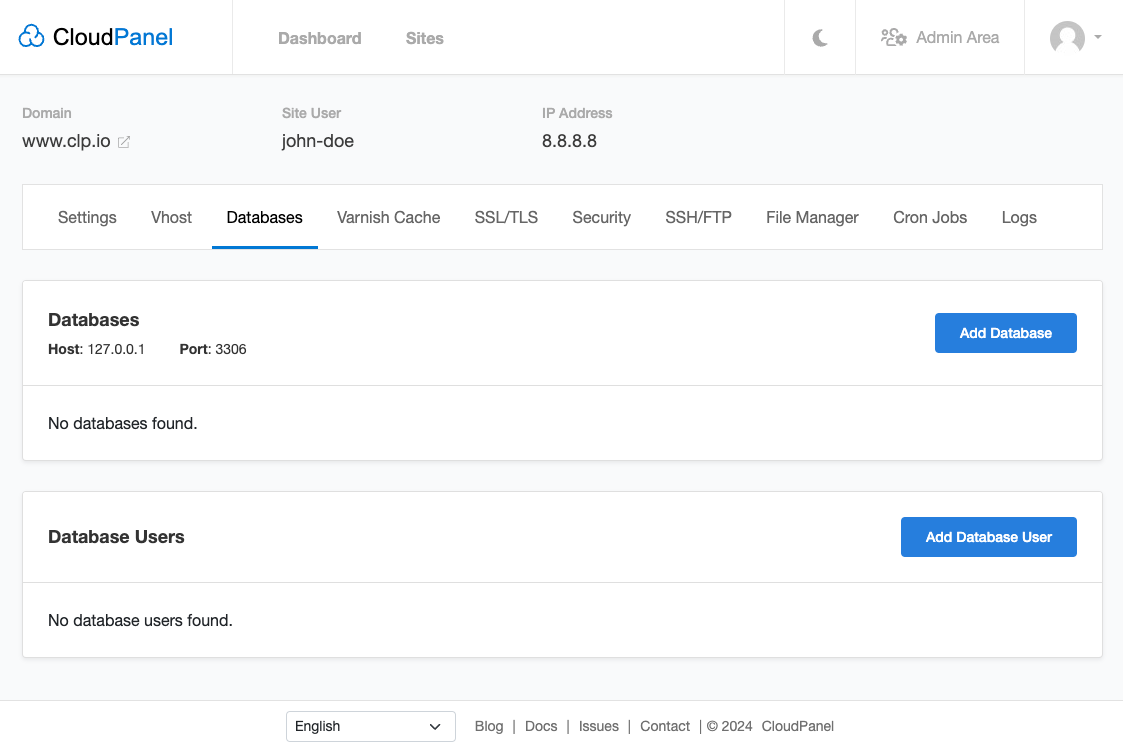 CloudPanel Dashboard Sites Admin Area
Domain Site User IP Address
www.clp.io john-doe 8.8.8.8
Settings Vhost Databases Varnish Cache SSL/TLS Security SSH/FTP File Manager Cron Jobs Logs
Databases
Host: 127.0.0.1 Port: 3306
Add Database
No databases found.
Database Users
Add Database User
No database users found.
English Blog | Docs | Issues | Contact | © 2024 CloudPanel